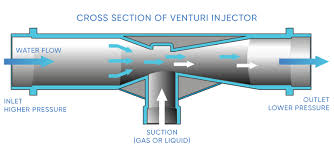 CROSS SECTION OF VENTURI INJECTOR
WATER FLOW
INLET
HIGHER PRESSURE
SUCTION
(GAS OR LIQUID)
OUTLET
LOWER PRESSURE